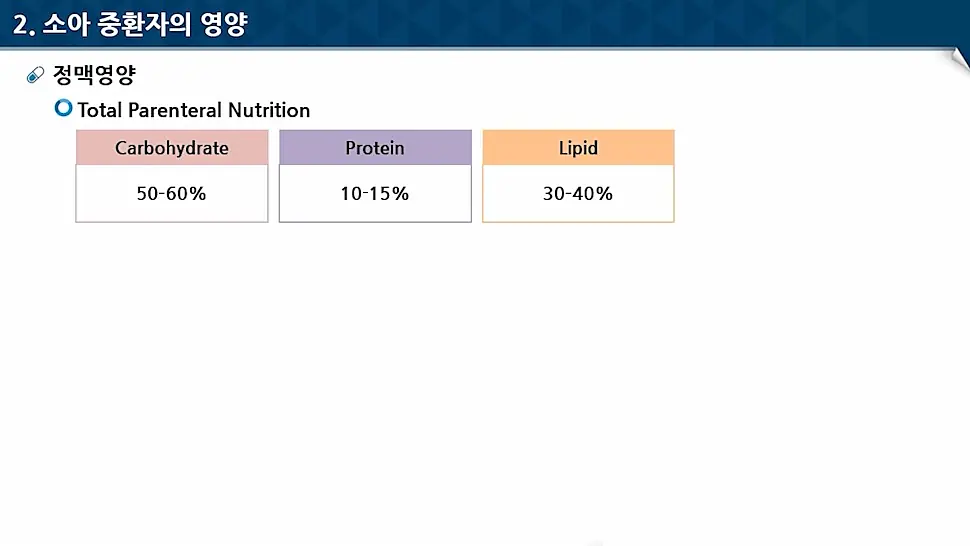 2. 소아 중환자의 영양
정맥영양
Total Parenteral Nutrition
Carbohydrate Protein Lipid
50-60% 10-15% 30-40%